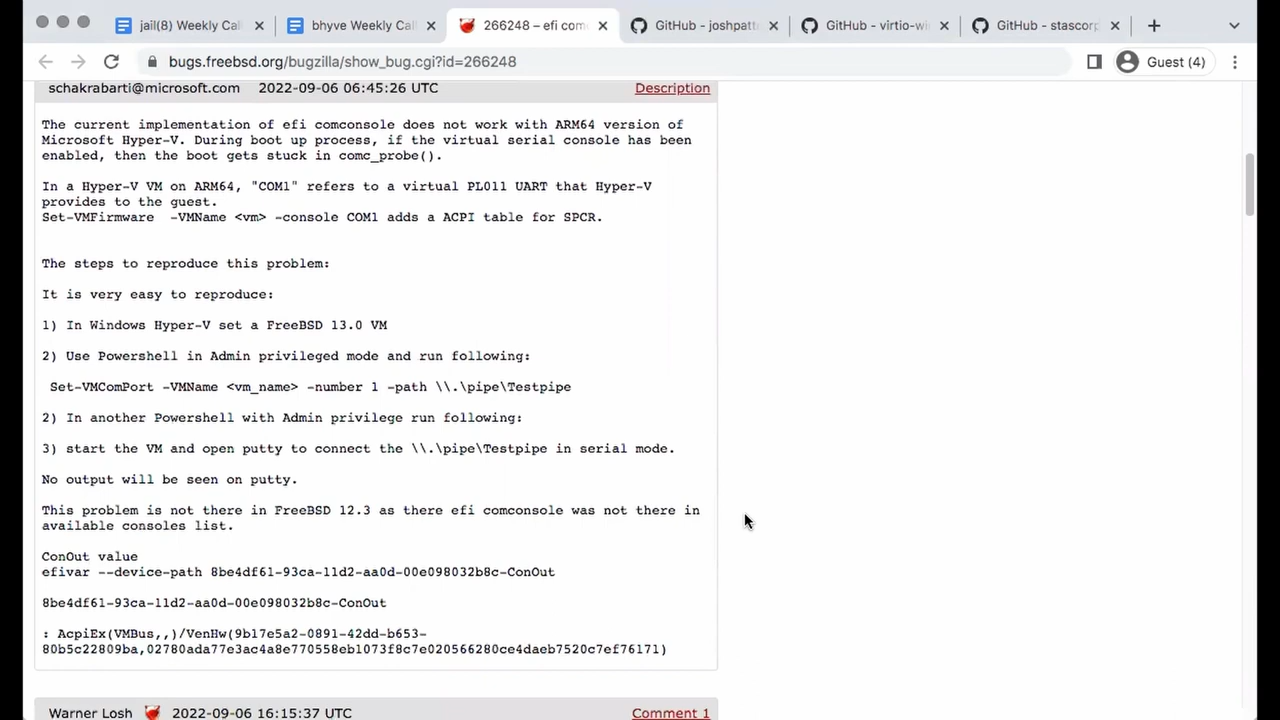 jail(8) Weekly Cal
bhyve Weekly Cal
266248 – efi com
GitHub - joshpatt
GitHub - virtio-wi
GitHub - stascorp
bugs.freebsd.org/bugzilla/show_bug.cgi?id=266248
Guest (4)
schakrabarti@microsoft.com 2022-09-06 06:45:26 UTC Description
The current implementation of efi comconsole does not work with ARM64 version of
Microsoft Hyper-V. During boot up process, if the virtual serial console has been
enabled, then the boot gets stuck in comc_probe().
In a Hyper-V VM on ARM64, "COM1" refers to a virtual PL011 UART that Hyper-V
provides to the guest.
Set-VMFirmware -VMName <vm> -console COM1 adds a ACPI table for SPCR.
The steps to reproduce this problem:
It is very easy to reproduce:
1) In Windows Hyper-V set a FreeBSD 13.0 VM
2) Use Powershell in Admin privileged mode and run following:
Set-VMComPort -VMName <vm_name> -number 1 -path \\.\pipe\Testpipe
2) In another Powershell with Admin privilege run following:
3) start the VM and open putty to connect the \\.\pipe\Testpipe in serial mode.
No output will be seen on putty.
This problem is not there in FreeBSD 12.3 as there efi comconsole was not there in
available consoles list.
ConOut value
efivar --device-path 8be4df61-93ca-11d2-aa0d-00e098032b8c-ConOut
8be4df61-93ca-11d2-aa0d-00e098032b8c-ConOut
: AcpiEx(VMBus,,)/VenHw(9b17e5a2-0891-42dd-b653-
80b5c22809ba,02780ada77e3ac4a8e770558eb1073f8c7e020566280ce4daeb7520c7ef76171)
Warner Losh 2022-09-06 16:15:37 UTC Comment 1